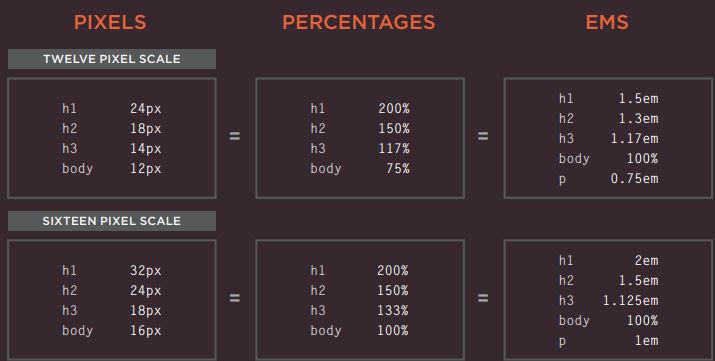 PIXELS PERCENTAGES EMS
TWELVE PIXEL SCALE
h1 24px
h2 18px
h3 14px
body 12px
=
h1 200%
h2 150%
h3 117%
body 75%
=
h1 1.5em
h2 1.3em
h3 1.17em
body 100%
p 0.75em
SIXTEEN PIXEL SCALE
h1 32px
h2 24px
h3 18px
body 16px
=
h1 200%
h2 150%
h3 133%
body 100%
=
h1 2em
h2 1.5em
h3 1.125em
body 100%
p 1em